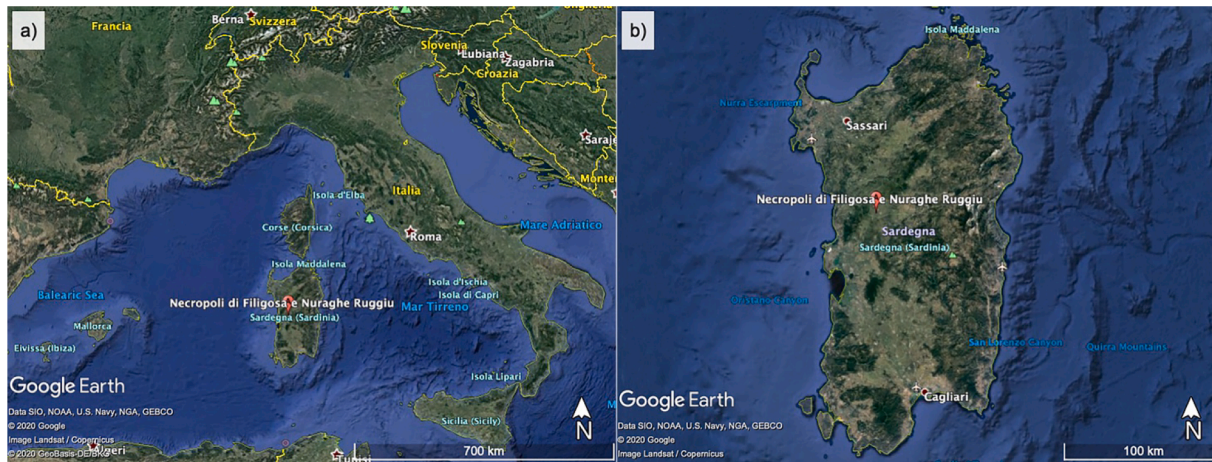 a)
Francia
Berna
Svizzera
Slovenia
Lubiana
Zagabria
Croazia
Isola d'Elba
Italia
Corse (Corsica)
Roma
Mare Adriatico
Isola Maddalena
Isola d'Ischia
Isola di Capri
Balearic Sea
Necropoli di Filigosa e Nuraghe Ruggiu
Mar Tirreno
Mallorca
Sardegna (Sardinia)
Eivissa (Ibiza)
Isola Lipari
Google Earth
Data SIO, NOAA, U.S. Navy, NGA, GEBCO
© 2020 Google
Image Landsat / Copernicus
© 2020 GeoBasis-DE/BKG
Sicilia (Sicily)
N
700 km
Tunisi
b)
Isola Maddalena
Nurra Escarpment
Sassari
Necropoli di Filigosa e Nuraghe Ruggiu
Sardegna
Sardegna (Sardinia)
Oristano Canyon
San Lorenzo Canyon
Quirra Mountains
Cagliari
Google Earth
Data SIO, NOAA, U.S. Navy, NGA, GEBCO
© 2020 Google
Image Landsat / Copernicus
N
100 km